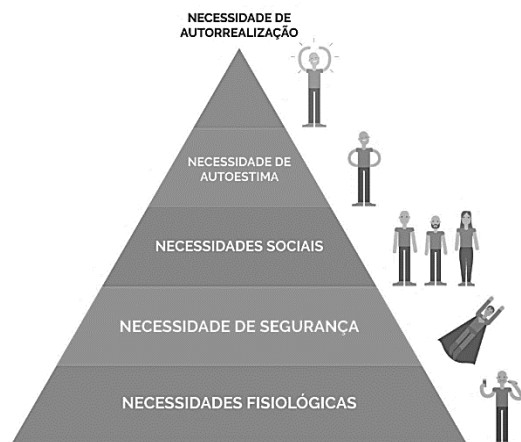 NECESSIDADE DE
AUTORREALIZAÇÃO
NECESSIDADE DE
AUTOESTIMA
NECESSIDADES SOCIAIS
NECESSIDADE DE SEGURANÇA
NECESSIDADES FISIOLÓGICAS